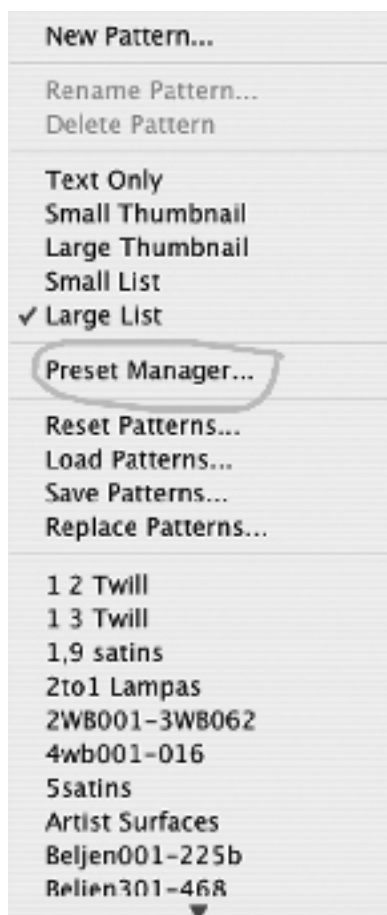 New Pattern...
Rename Pattern...
Delete Pattern
Text Only
Small Thumbnail
Large Thumbnail
Small List
✓ Large List
Preset Manager...
Reset Patterns...
Load Patterns...
Save Patterns...
Replace Patterns...
1 2 Twill
1 3 Twill
1,9 satins
2to1 Lampas
2WB001-3WB062
4wb001-016
5satins
Artist Surfaces
Beljen001-225b
Beljen301-468